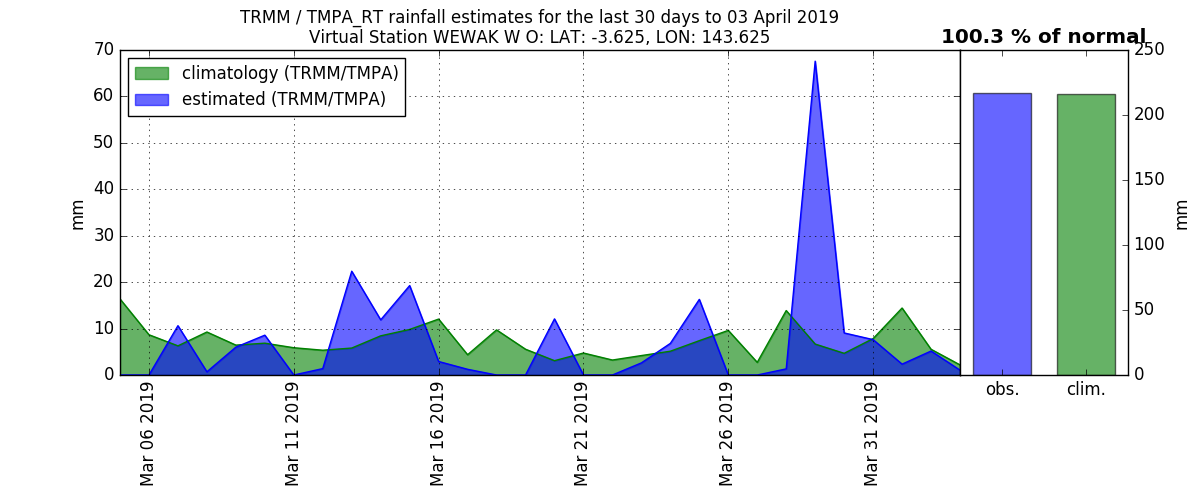 TRMM / TMPA_RT rainfall estimates for the last 30 days to 03 April 2019
Virtual Station WEWAK W O: LAT: -3.625, LON: 143.625
100.3 % of normal
climatology (TRMM/TMPA)
estimated (TRMM/TMPA)
70
60
50
40
30
20
10
0
mm
Mar 06 2019
Mar 11 2019
Mar 16 2019
Mar 21 2019
Mar 26 2019
Mar 31 2019
obs.
clim.
250
200
150
100
50
0
mm